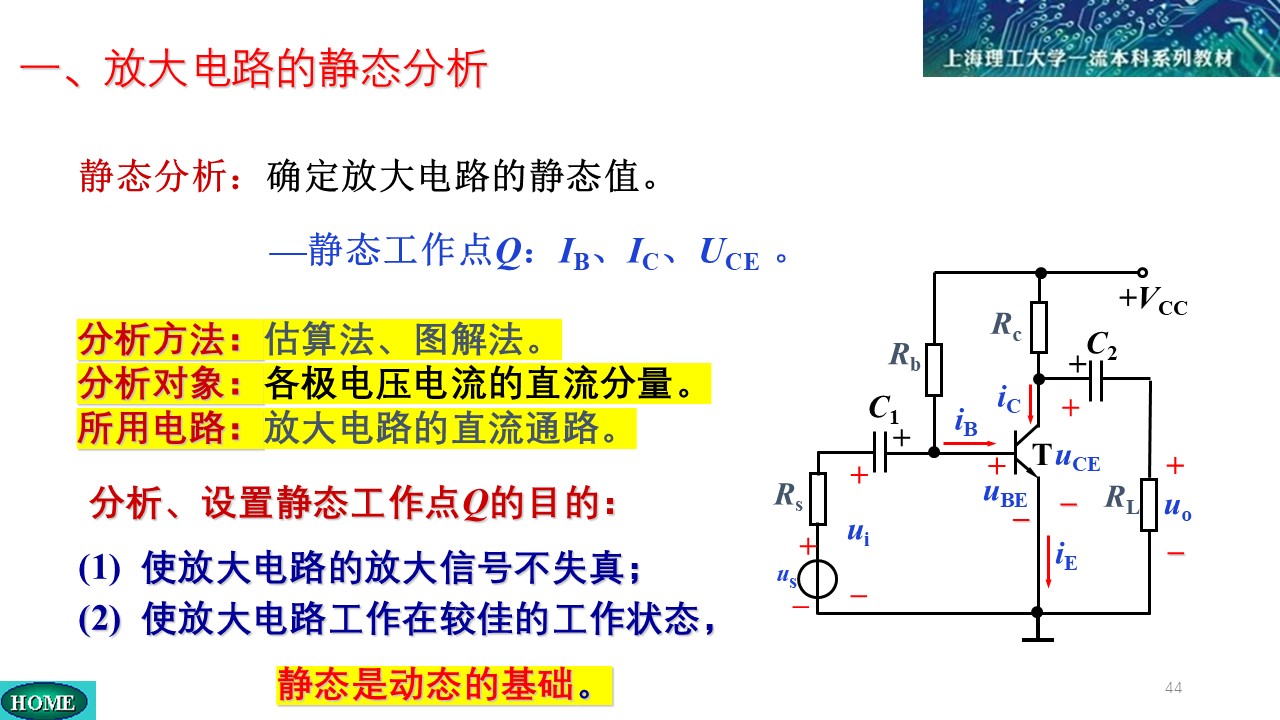 上海理工大学一流本科系列教材
一、放大电路的静态分析
静态分析：确定放大电路的静态值。
—静态工作点Q：IB、IC、UCE 。
分析方法：估算法、图解法。
分析对象：各极电压电流的直流分量。
所用电路：放大电路的直流通路。
分析、设置静态工作点Q的目的：
(1) 使放大电路的放大信号不失真；
(2) 使放大电路工作在较佳的工作状态，
静态是动态的基础。
+VCC
Rc
Rb
C2
+
C1
+
iC
+
iB
T
uCE
+
uBE
–
–
Rs
+
ui
–
RL
+
uo
–
iE
+
us
–
HOME
44